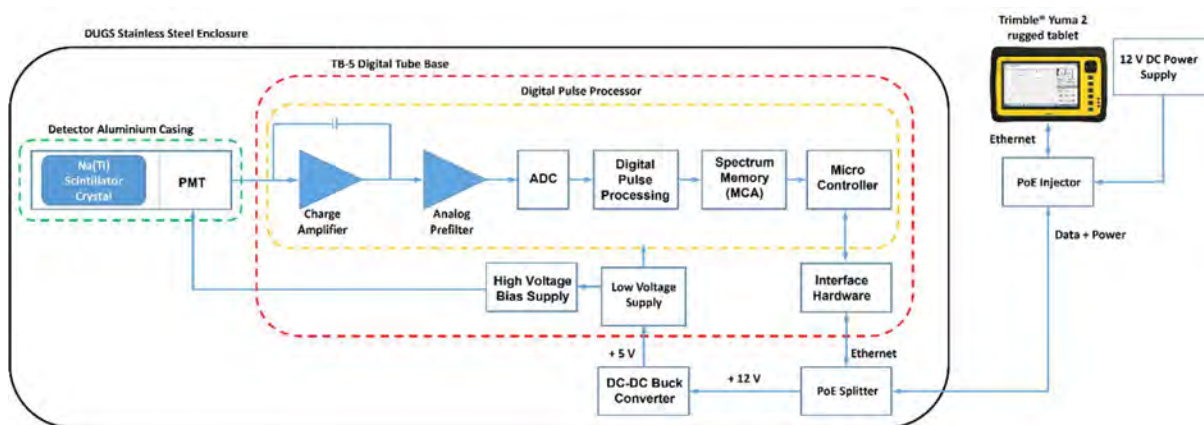 DUGS Stainless Steel Enclosure
TB-5 Digital Tube Base
Digital Pulse Processor
Detector Aluminium Casing
Na(Tl)
Scintillator
Crystal
PMT
Charge
Amplifier
Analog
Prefilter
ADC
Digital
Pulse
Processing
Spectrum
Memory
(MCA)
Micro
Controller
High Voltage
Bias Supply
Low Voltage
Supply
Interface
Hardware
+ 5 V
Ethernet
DC-DC Buck
Converter
+ 12 V
PoE Splitter
Trimble® Yuma 2
rugged tablet
12 V DC Power
Supply
Ethernet
PoE Injector
Data + Power